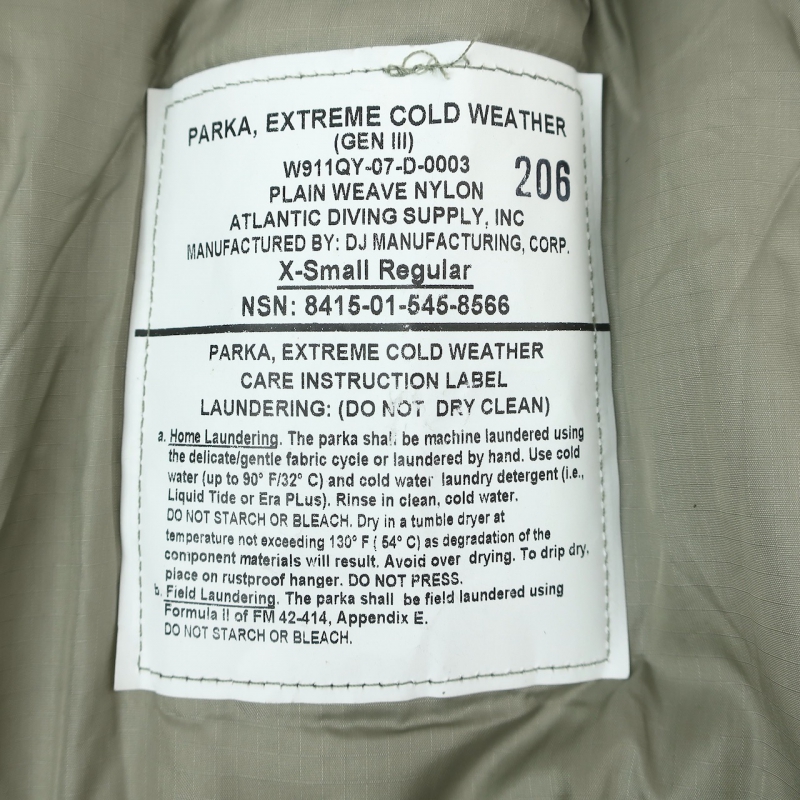 PARKA, EXTREME COLD WEATHER
(GEN III)
W911QY-07-D-0003
206
PLAIN WEAVE NYLON
ATLANTIC DIVING SUPPLY, INC
MANUFACTURED BY: DJ MANUFACTURING, CORP.
X-Small Regular
NSN: 8415-01-545-8566
PARKA, EXTREME COLD WEATHER
CARE INSTRUCTION LABEL
LAUNDERING: (DO NOT DRY CLEAN)
a. Home Laundering. The parka shall be machine laundered using
the delicate/gentle fabric cycle or laundered by hand. Use cold
water (up to 90° F/32° C) and cold water laundry detergent (i.e.,
Liquid Tide or Era PLus). Rinse in clean, cold water.
DO NOT STARCH OR BLEACH. Dry in a tumble dryer at
temperature not exceeding 130° F ( 54° C) as degradation of the
component materials will result. Avoid over drying. To drip dry,
place on rustproof hanger. DO NOT PRESS.
b. Field Laundering. The parka shall be field laundered using
Formula II of FM 42-414, Appendix E.
DO NOT STARCH OR BLEACH.